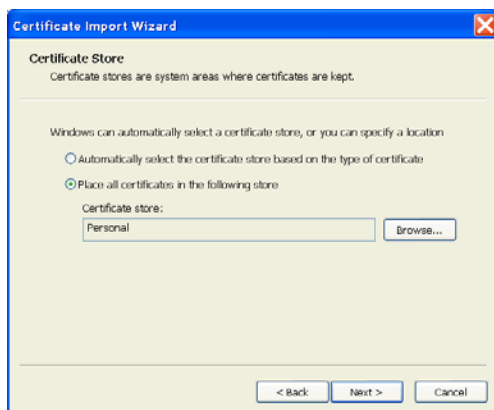 Certificate Import Wizard
Certificate Store
Certificate stores are system areas where certificates are kept.
Windows can automatically select a certificate store, or you can specify a location
Automatically select the certificate store based on the type of certificate
Place all certificates in the following store
Certificate store:
Personal
Browse...
< Back
Next >
Cancel